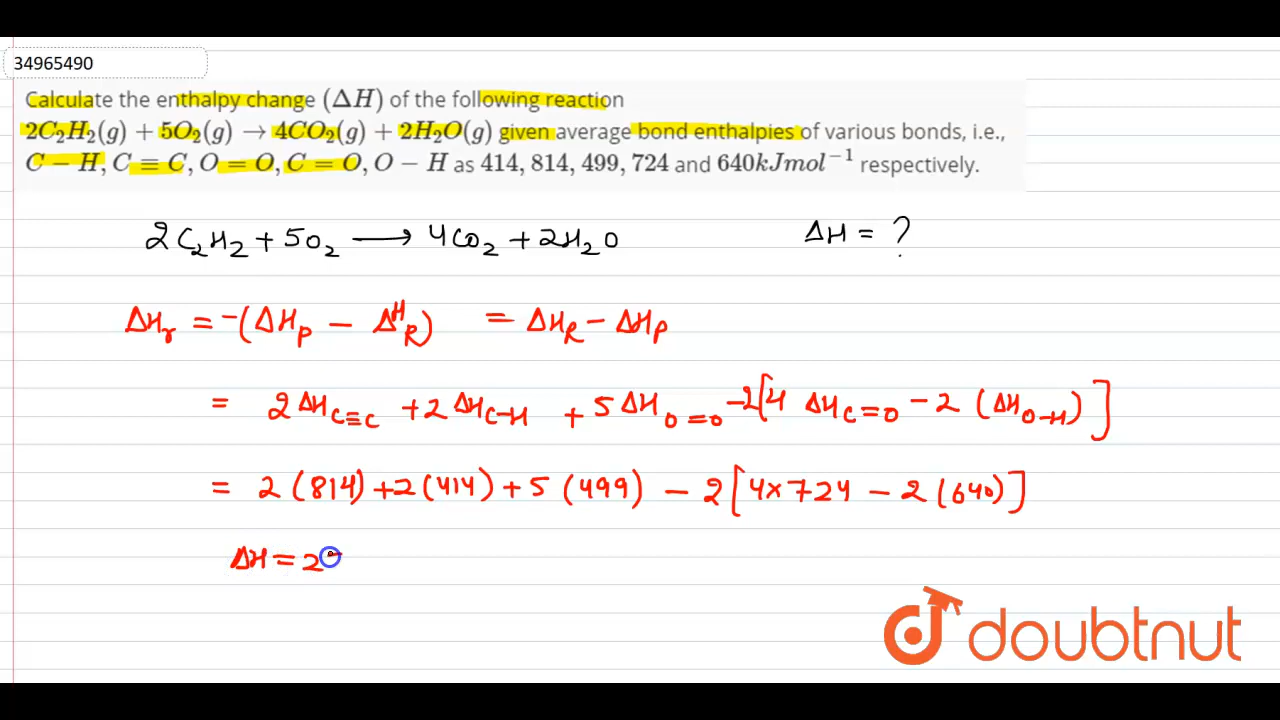 34965490
Calculate the enthalpy change (ΔH) of the following reaction
2C₂H₂(g) + 5O₂(g) → 4CO₂(g) + 2H₂O(g) given average bond enthalpies of various bonds, i.e.,
C − H, C ≡ C, O = O, C = O, O − H as 414, 814, 499, 724 and 640kJmol⁻¹ respectively.
2C₂H₂ + 5O₂ ⟶ 4CO₂ + 2H₂O ΔH = ?
ΔHᵣ = −(ΔH_P − ΔH_R) = ΔH_R − ΔH_P
= 2ΔH_C≡C + 2ΔH_C−H + 5ΔH_O=O −2[4 ΔH_C=O − 2 (ΔH_O−H)]
= 2(814) + 2(414) + 5(499) − 2[4×724 − 2(640)]
ΔH = 2
doubtnut